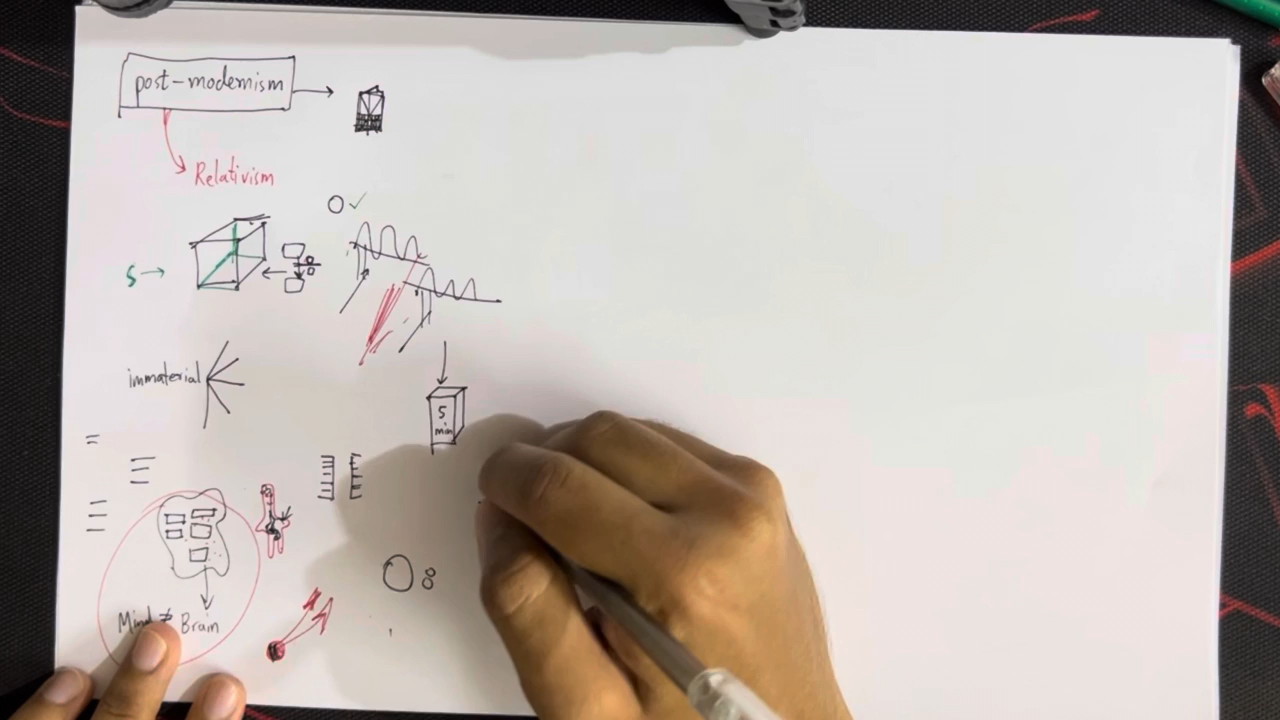 post-modernism
Relativism
S →
immaterial
5
min
Mind ≠ Brain